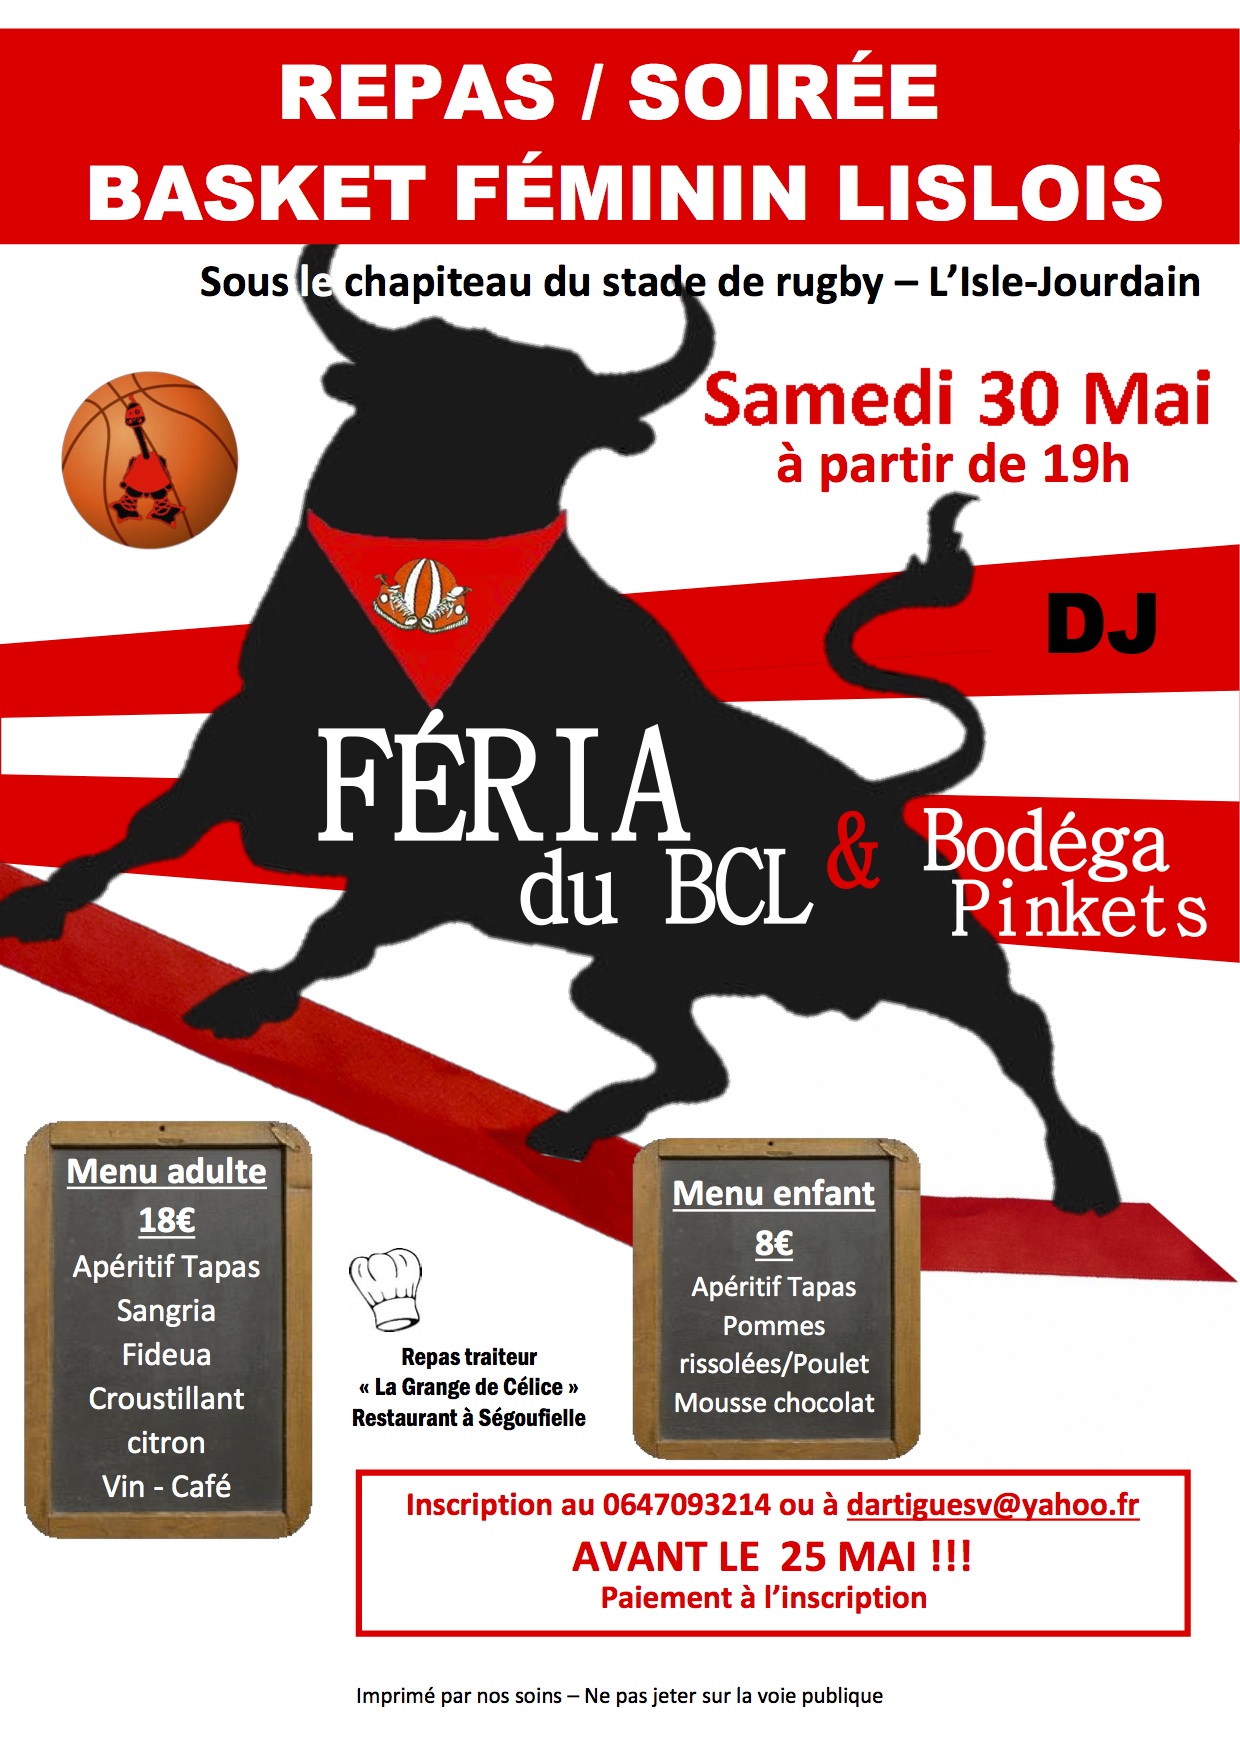 REPAS / SOIRÉE
BASKET FÉMININ LISLOIS
Sous le chapiteau du stade de rugby – L'Isle-Jourdain
Samedi 30 Mai
à partir de 19h
DJ
FÉRIA
du BCL
& Bodéga
Pinkets
Menu adulte
18€
Apéritif Tapas
Sangria
Fideua
Croustillant
citron
Vin - Café
Repas traiteur
« La Grange de Célice »
Restaurant à Ségoufielle
Menu enfant
8€
Apéritif Tapas
Pommes
rissolées/Poulet
Mousse chocolat
Inscription au 0647093214 ou à dartiguesv@yahoo.fr
AVANT LE 25 MAI !!!
Paiement à l'inscription
Imprimé par nos soins – Ne pas jeter sur la voie publique